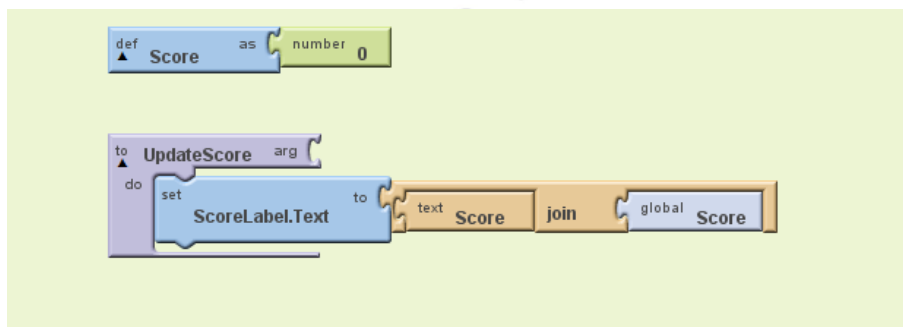 def Score as number 0
to UpdateScore arg
do set ScoreLabel.Text to text Score join global Score